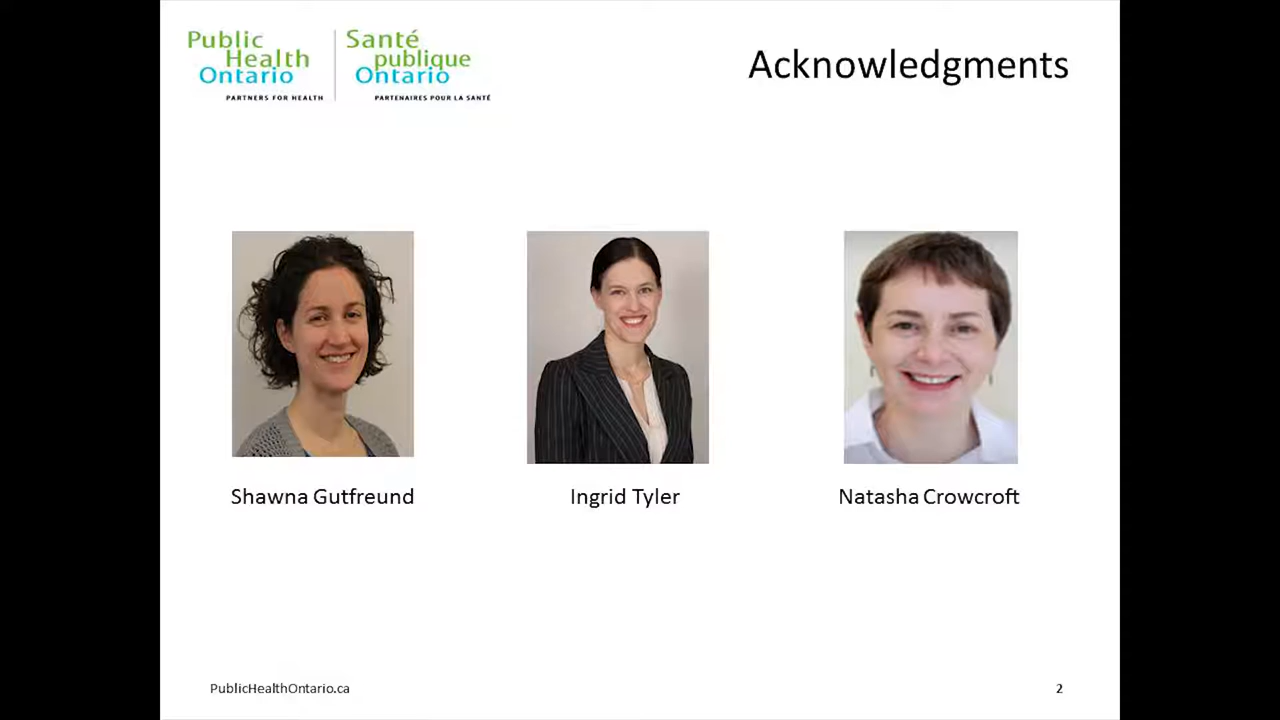 Public
Health
Ontario
PARTNERS FOR HEALTH
Santé
publique
Ontario
PARTENAIRES POUR LA SANTÉ
Acknowledgments
Shawna Gutfreund
Ingrid Tyler
Natasha Crowcroft
PublicHealthOntario.ca
2